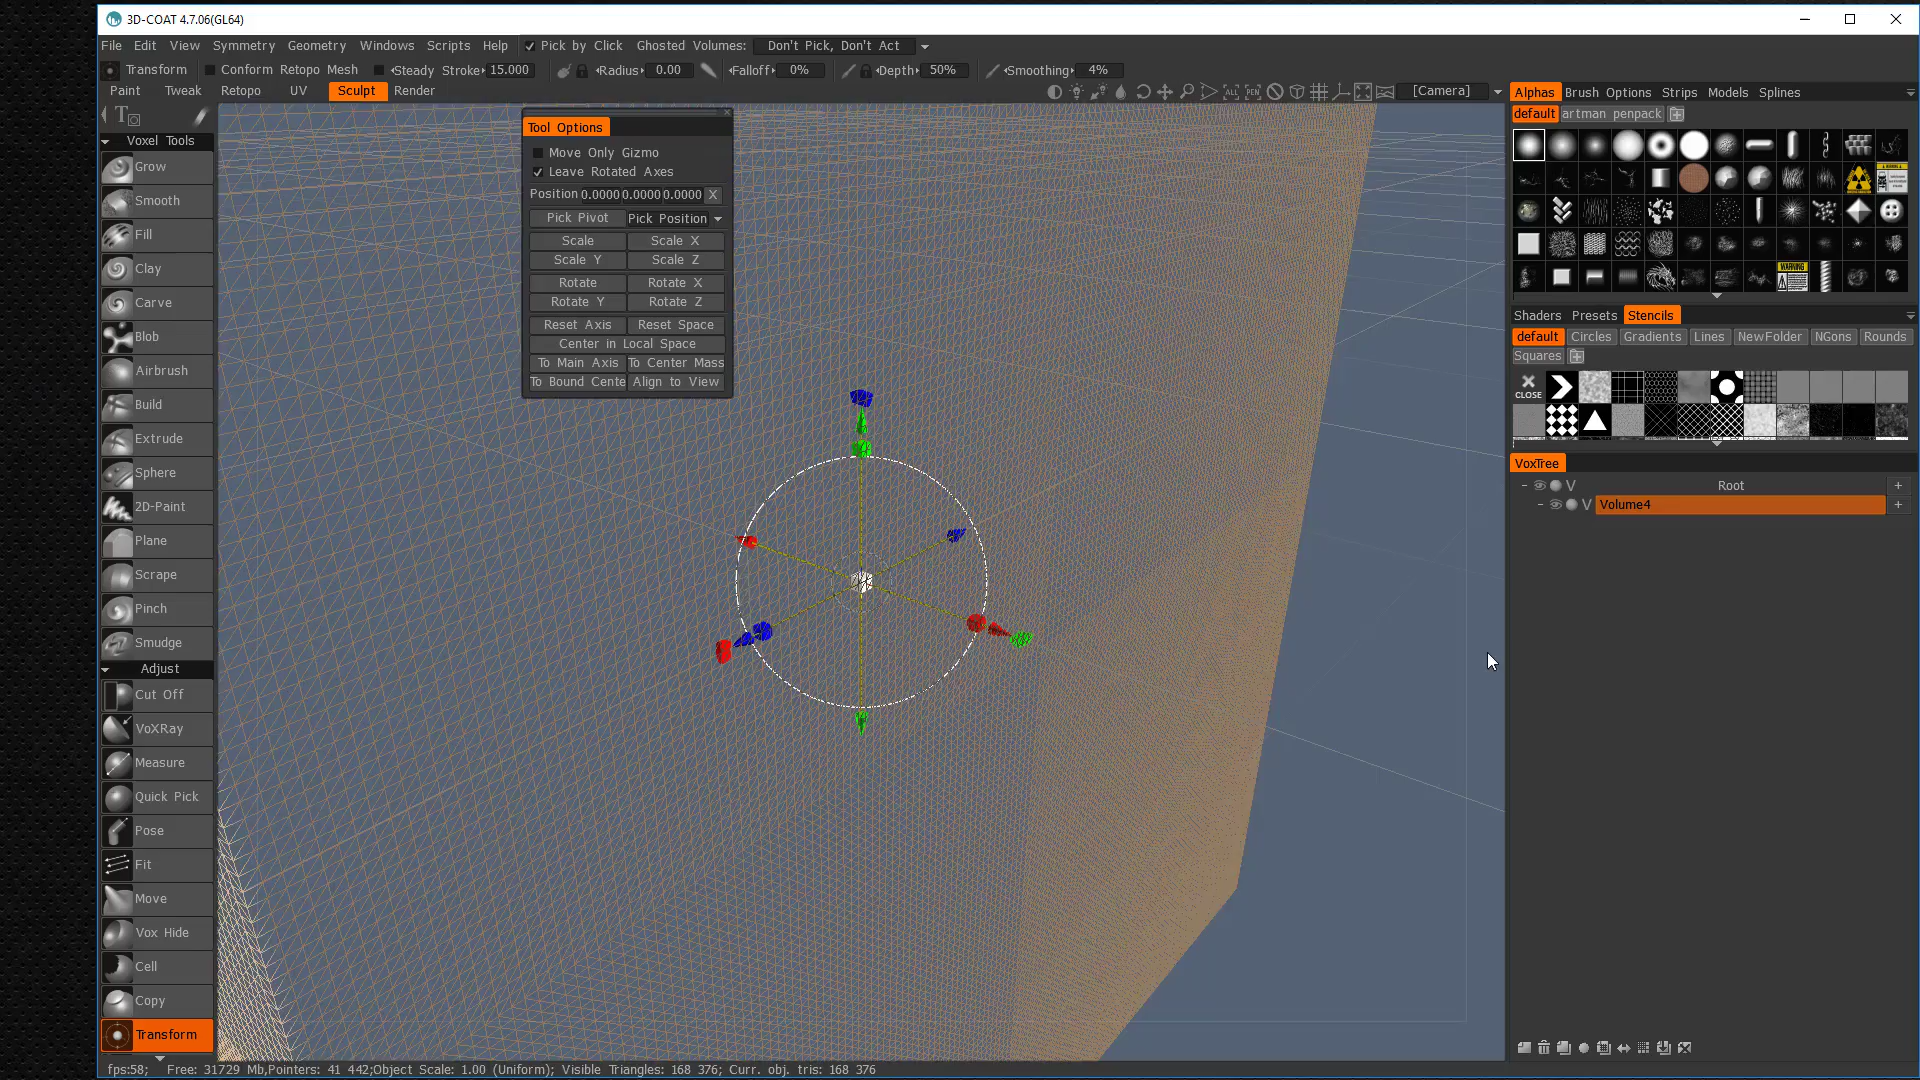 3D-COAT 4.7.06(GL64)
File Edit View Symmetry Geometry Windows Scripts Help Pick by Click Ghosted Volumes: Don't Pick, Don't Act
Transform Conform Retopo Mesh Steady Stroke 15.000 Radius 0.00 Falloff 0% Depth 50% Smoothing 4%
Paint Tweak Retopo UV Sculpt Render [Camera]
Alphas Brush Options Strips Models Splines
default artman penpack
Voxel Tools
Grow
Smooth
Fill
Clay
Carve
Blob
Airbrush
Build
Extrude
Sphere
2D-Paint
Plane
Scrape
Pinch
Smudge
Adjust
Cut Off
VoXRay
Measure
Quick Pick
Pose
Fit
Move
Vox Hide
Cell
Copy
Transform
Tool Options
Move Only Gizmo
Leave Rotated Axes
Position 0.0000 0.0000 0.0000 X
Pick Pivot Pick Position
Scale Scale X
Scale Y Scale Z
Rotate Rotate X
Rotate Y Rotate Z
Reset Axis Reset Space
Center in Local Space
To Main Axis To Center Mass
To Bound Cente Align to View
WARNING
Shaders Presets Stencils
default Circles Gradients Lines NewFolder NGons Rounds
Squares
CLOSE
VoxTree
V Root +
V Volume4 +
fps:58; Free: 31729 Mb,Pointers: 41 442;Object Scale: 1.00 (Uniform); Visible Triangles: 168 376; Curr. obj. tris: 168 376